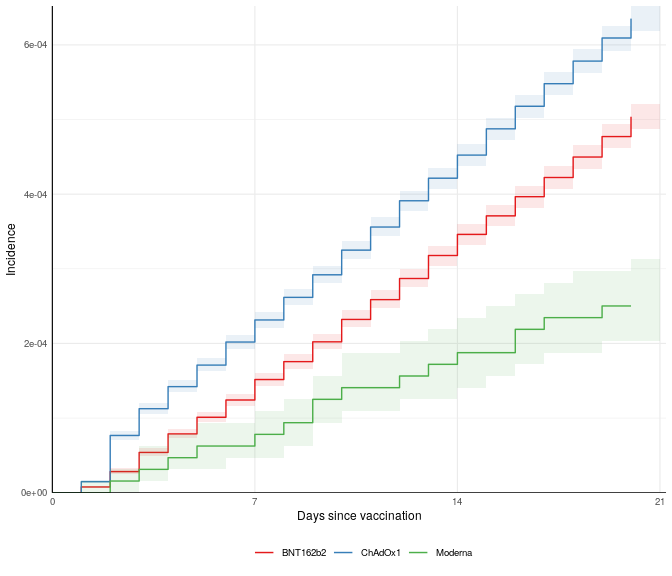 6e-04
4e-04
2e-04
0e+00
Incidence
0
7
14
21
Days since vaccination
BNT162b2 ChAdOx1 Moderna